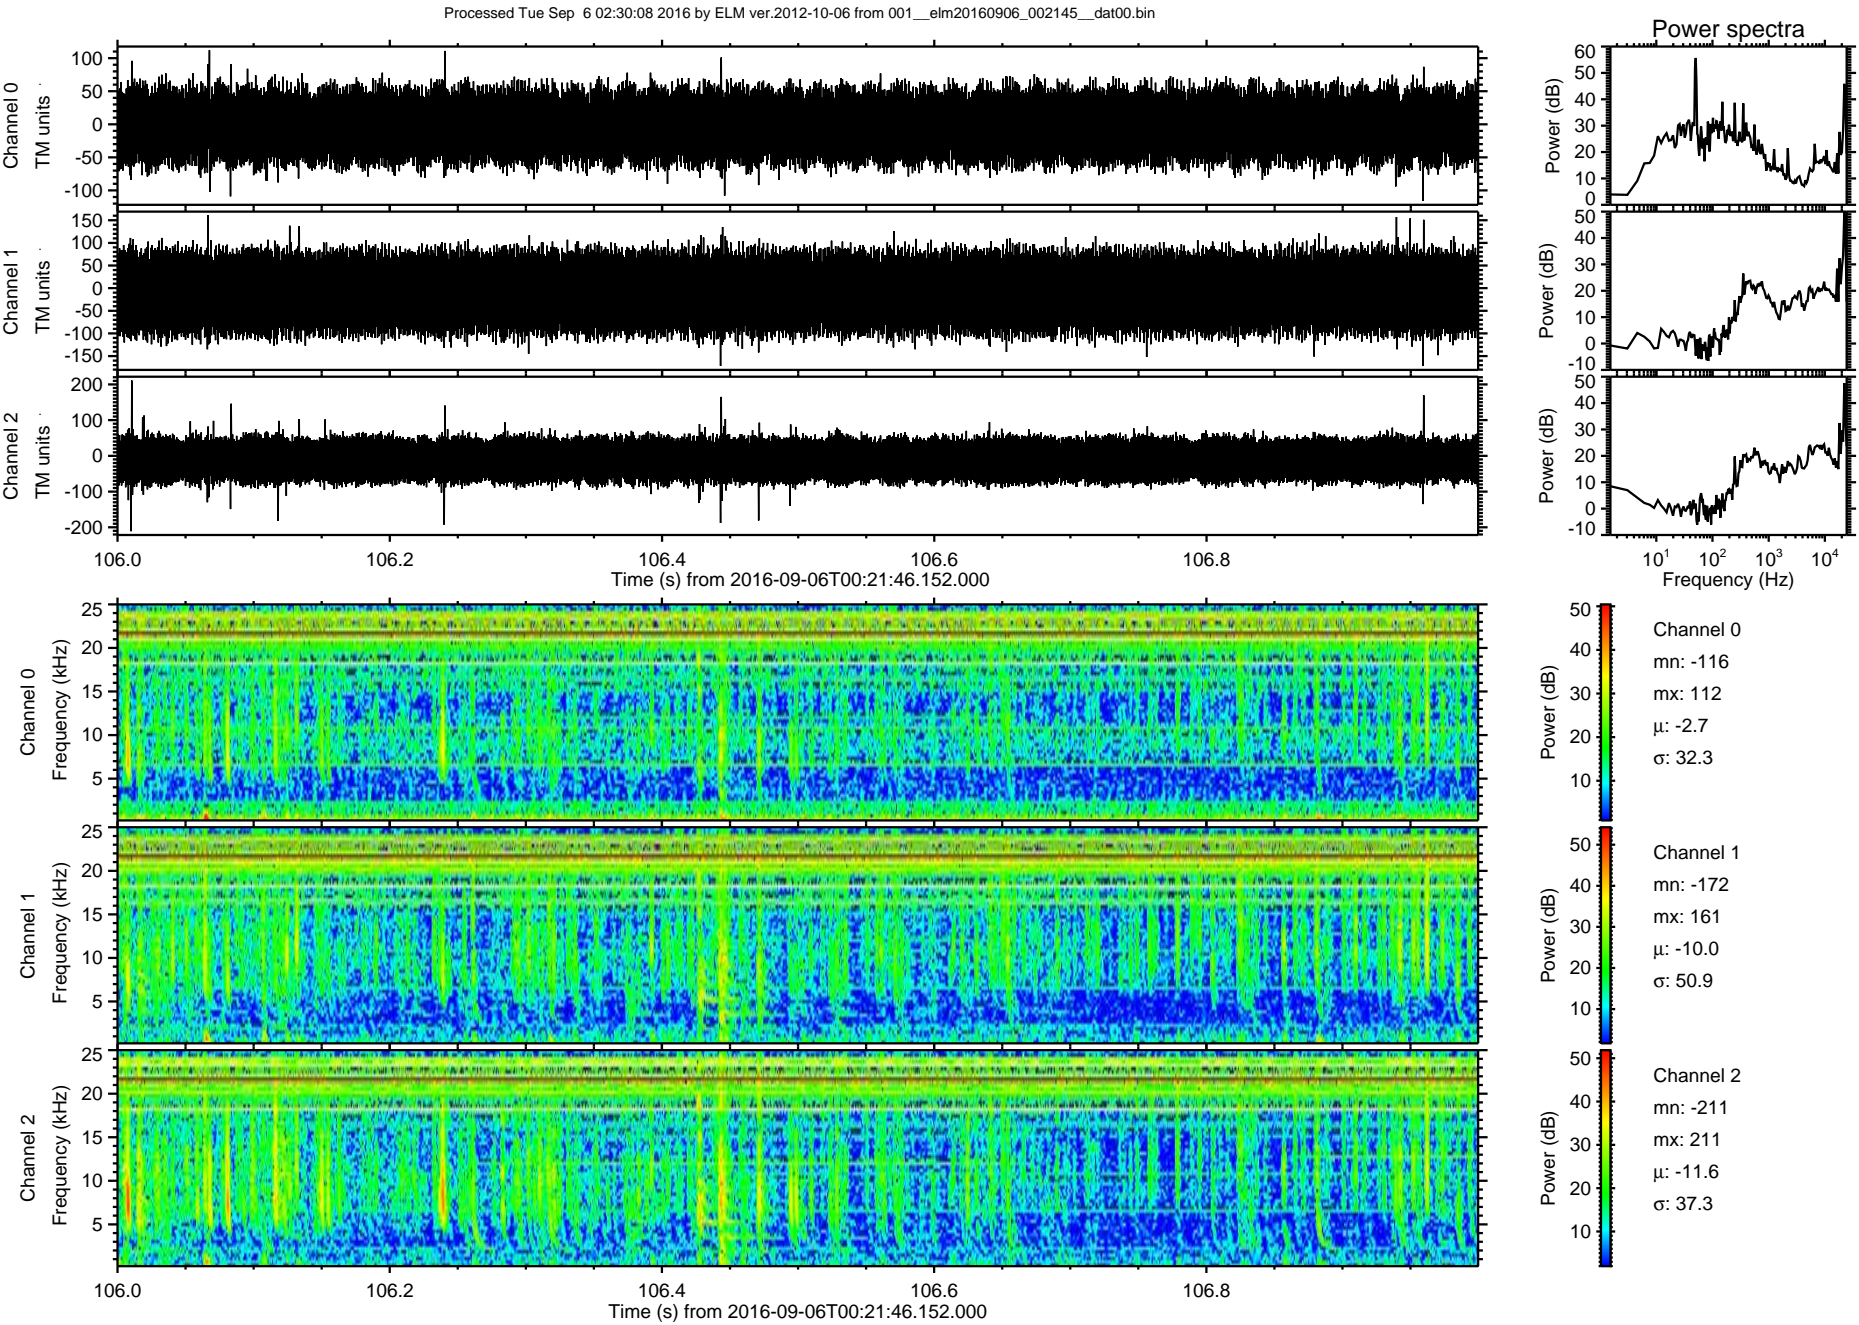 Processed Tue Sep  6 02:30:08 2016 by ELM ver.2012-10-06 from 001__elm20160906_002145__dat00.bin
Power spectra
Channel 0
TM units
100
50
0
-50
-100
Power (dB)
60
50
40
30
20
10
0
Channel 1
TM units
150
100
50
0
-50
-100
-150
Power (dB)
50
40
30
20
10
0
-10
Channel 2
TM units
200
100
0
-100
-200
Power (dB)
50
40
30
20
10
0
-10
106.0 106.2 106.4 106.6 106.8
Time (s) from 2016-09-06T00:21:46.152.000
10¹ 10² 10³ 10⁴
Frequency (Hz)
Channel 0
Frequency (kHz)
25
20
15
10
5
Power (dB)
50
40
30
20
10
Channel 0
mn: -116
mx: 112
μ: -2.7
σ: 32.3
Channel 1
Frequency (kHz)
25
20
15
10
5
Power (dB)
50
40
30
20
10
Channel 1
mn: -172
mx: 161
μ: -10.0
σ: 50.9
Channel 2
Frequency (kHz)
25
20
15
10
5
Power (dB)
50
40
30
20
10
Channel 2
mn: -211
mx: 211
μ: -11.6
σ: 37.3
106.0 106.2 106.4 106.6 106.8
Time (s) from 2016-09-06T00:21:46.152.000